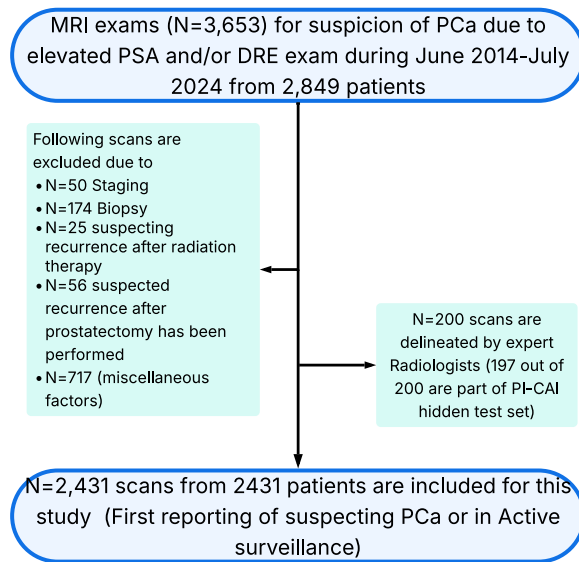 MRI exams (N=3,653) for suspicion of PCa due to
elevated PSA and/or DRE exam during June 2014-July
2024 from 2,849 patients
Following scans are
excluded due to
• N=50 Staging
• N=174 Biopsy
• N=25 suspecting
recurrence after radiation
therapy
• N=56 suspected
recurrence after
prostatectomy has been
performed
• N=717 (miscellaneous
factors)
N=200 scans are
delineated by expert
Radiologists (197 out of
200 are part of PI-CAI
hidden test set)
N=2,431 scans from 2431 patients are included for this
study (First reporting of suspecting PCa or in Active
surveillance)